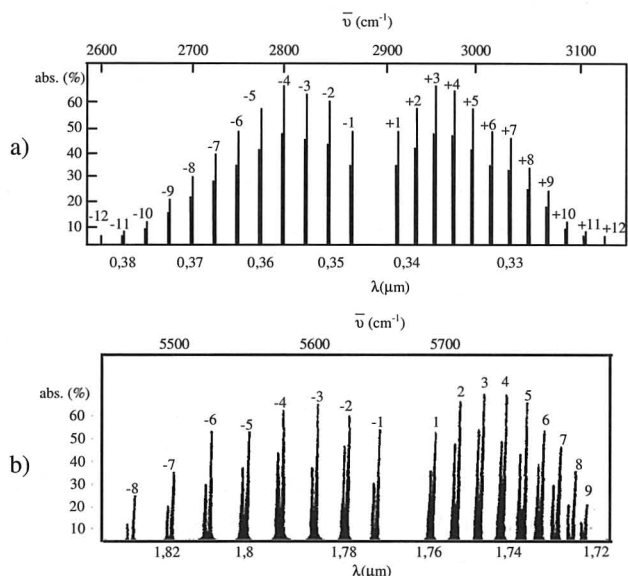 ῡ (cm⁻¹)
2600 2700 2800 2900 3000 3100
abs. (%)
a)
60
50
40
30
20
10
-12 -11 -10 -9 -8 -7 -6 -5 -4 -3 -2 -1 +1 +2 +3 +4 +5 +6 +7 +8 +9 +10 +11 +12
0,38 0,37 0,36 0,35 0,34 0,33
λ(µm)
ῡ (cm⁻¹)
5500 5600 5700
abs. (%)
b)
60
50
40
30
20
10
-8 -7 -6 -5 -4 -3 -2 -1 1 2 3 4 5 6 7 8 9
1,82 1,8 1,78 1,76 1,74 1,72
λ(µm)